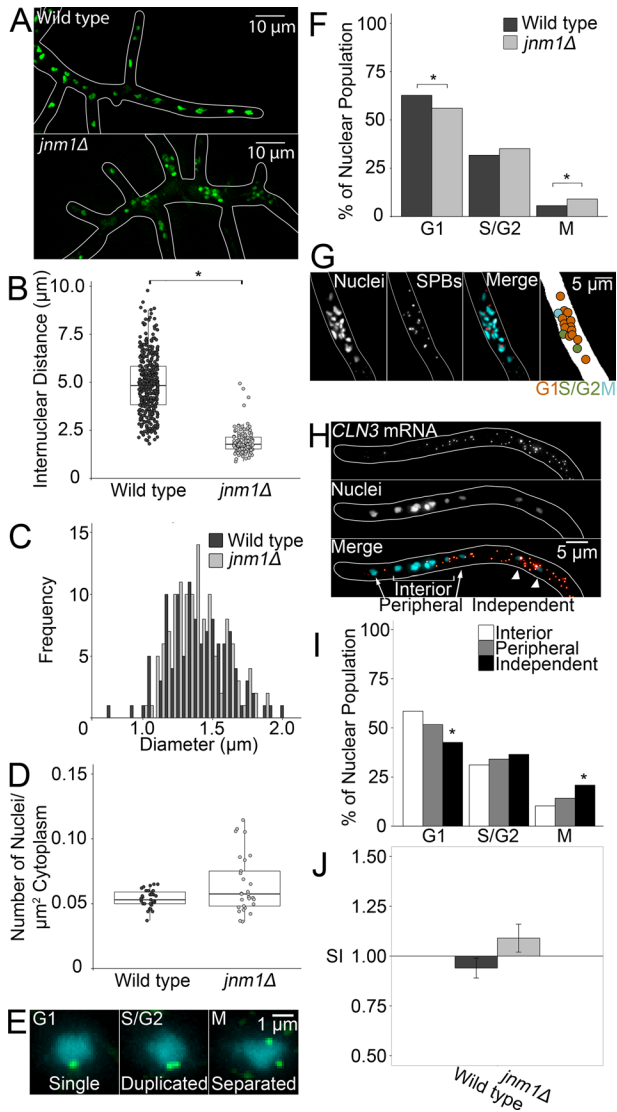 A
Wild type
10 μm
jnm1Δ
10 μm
B
Internuclear Distance (μm)
10.0
7.5
5.0
2.5
0
*
Wild type
jnm1Δ
C
Wild type
jnm1Δ
Frequency
15
10
5
0
1.0
1.5
2.0
Diameter (μm)
D
Number of Nuclei/
μm² Cytoplasm
0.15
0.10
0.05
0
Wild type
jnm1Δ
E
G1
S/G2
M
1 μm
Single
Duplicated
Separated
F
Wild type
jnm1Δ
% of Nuclear Population
100
75
50
25
0
*
*
G1
S/G2
M
G
Nuclei
SPBs
Merge
5 μm
G1S/G2M
H
CLN3 mRNA
Nuclei
Merge
5 μm
Interior
Peripheral
Independent
I
Interior
Peripheral
Independent
% of Nuclear Population
100
50
25
0
*
*
G1
S/G2
M
J
SI
1.50
1.25
1.00
0.75
0.50
Wild type
jnm1Δ